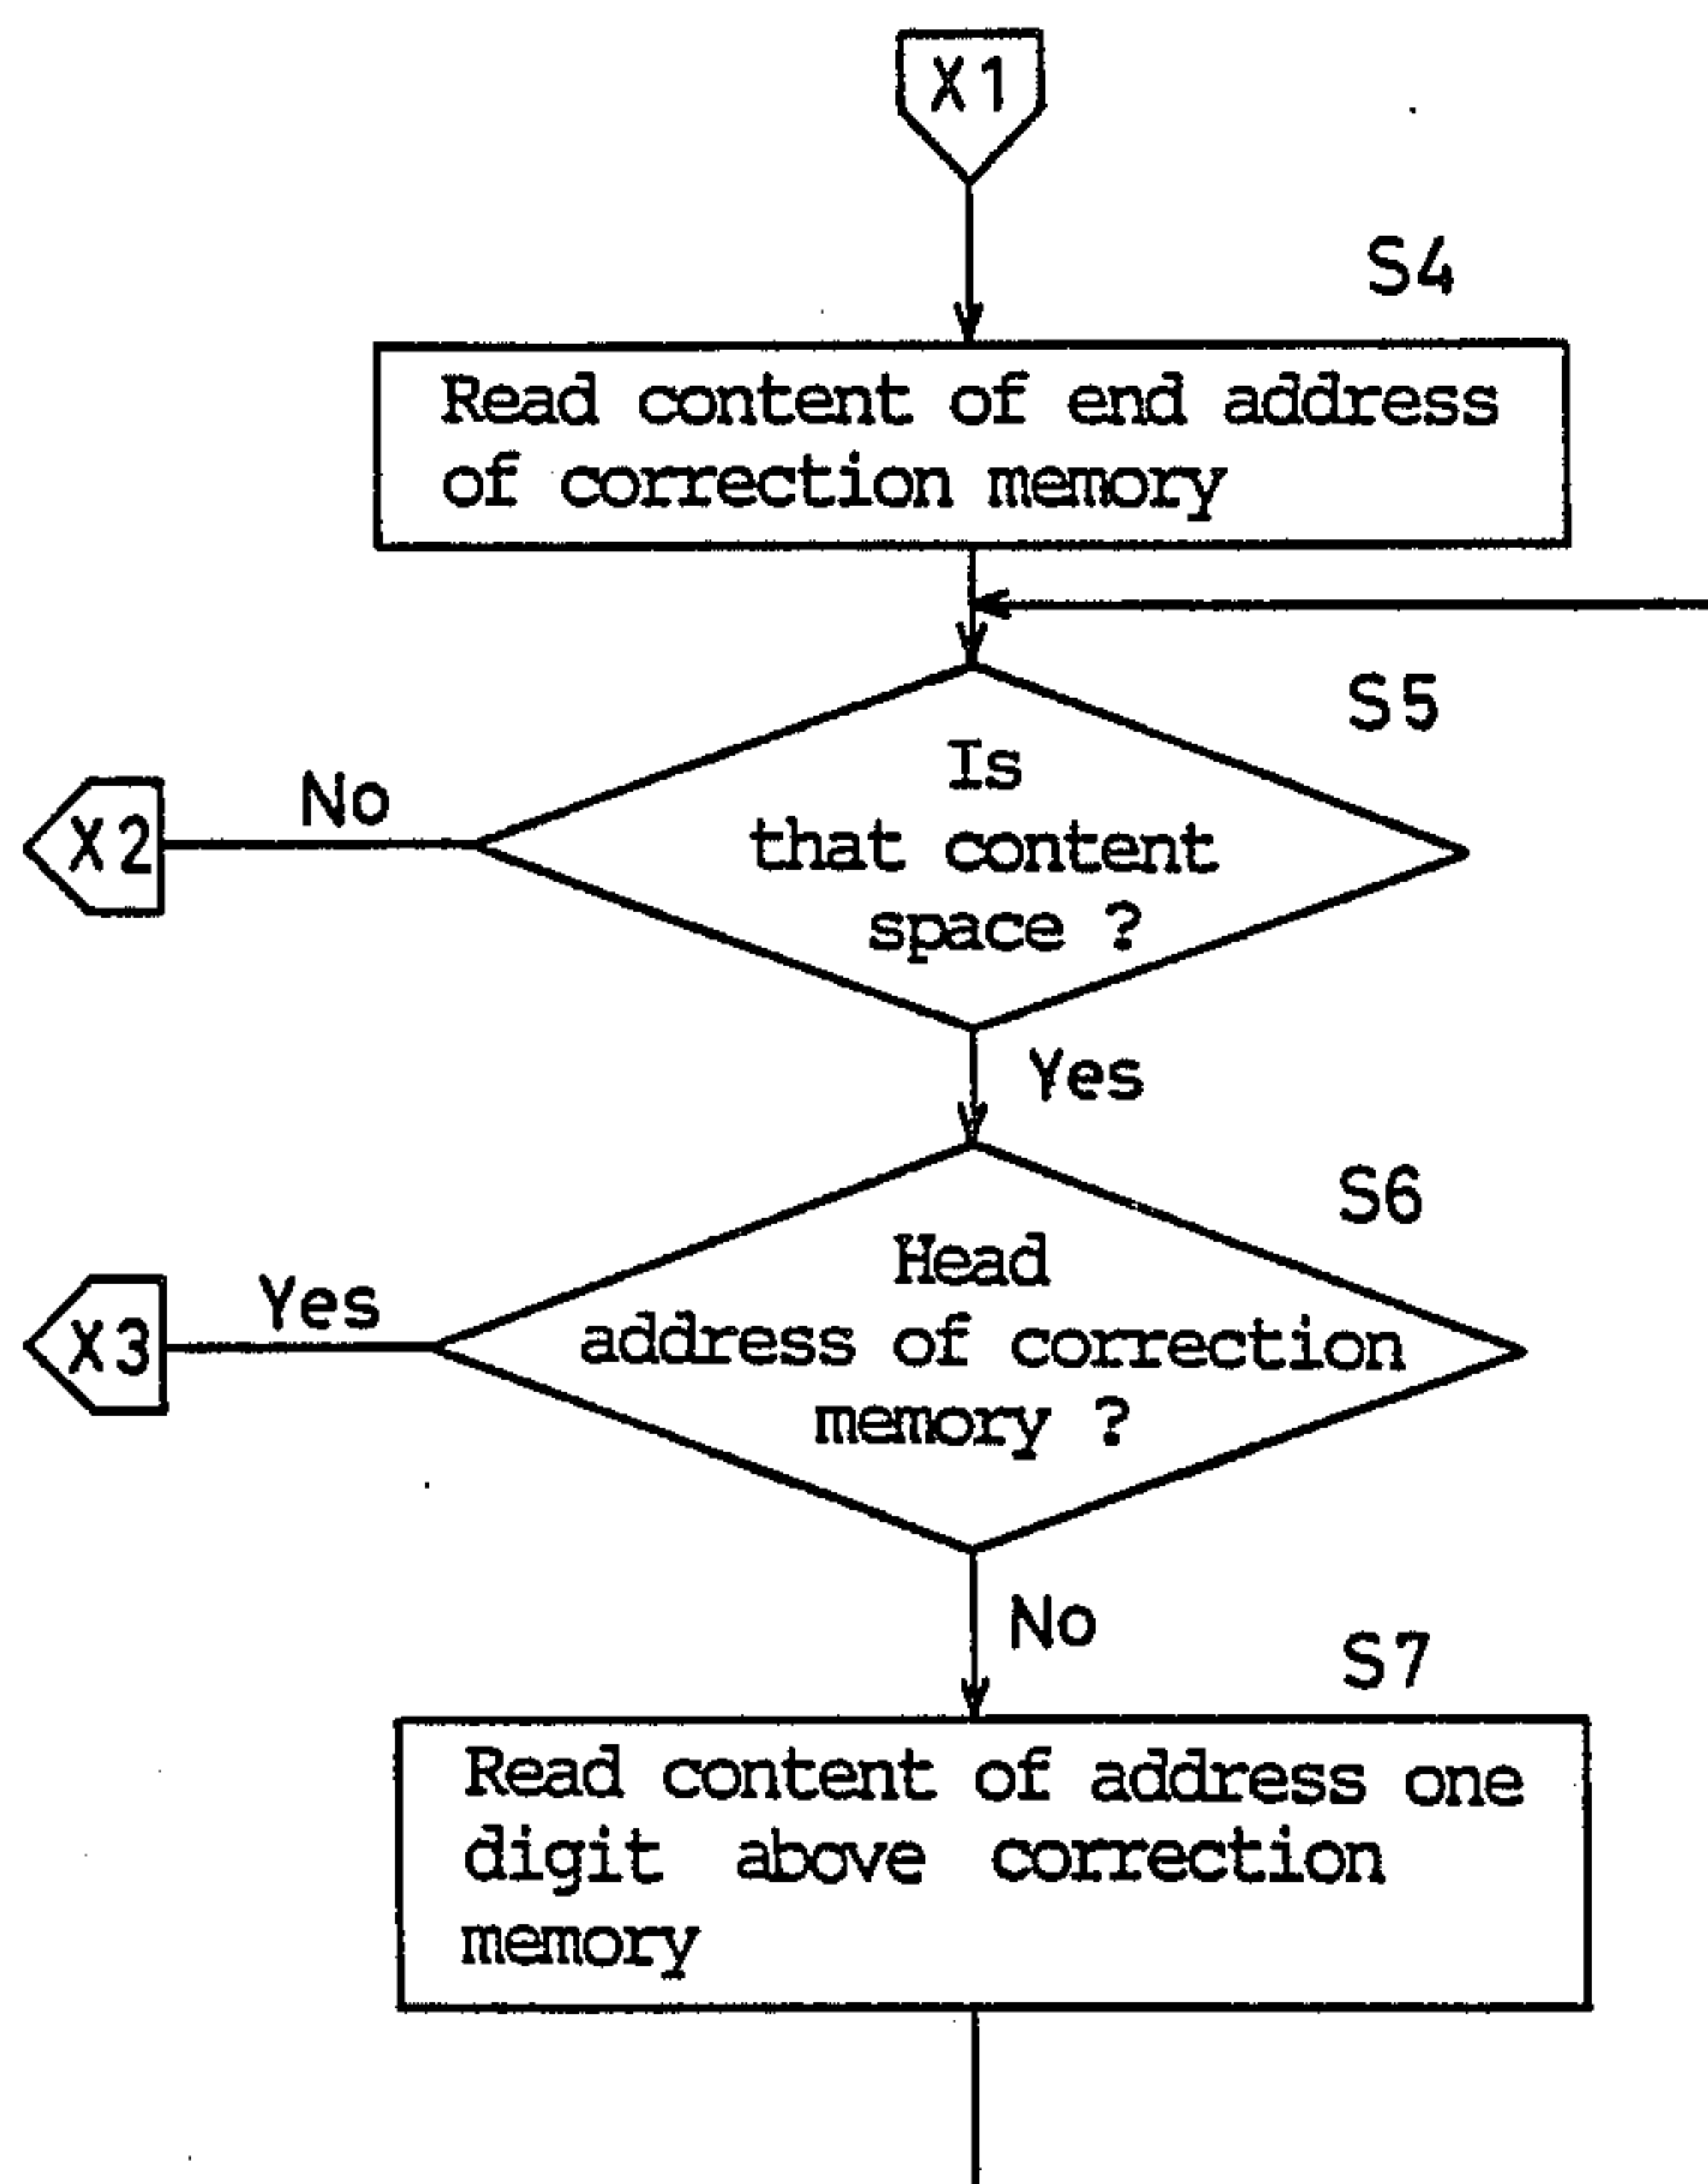 X1
S4
Read content of end address
of correction memory
S5
Is
that content
space ?
No
X2
Yes
S6
Head
address of correction
memory ?
Yes
X3
No
S7
Read content of address one
digit above correction
memory